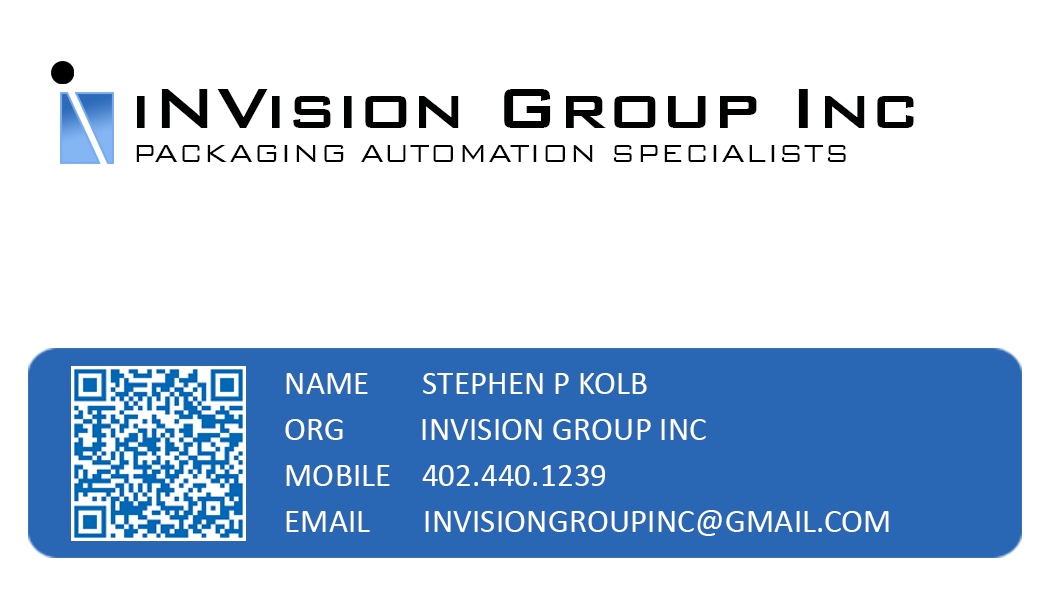 iNVision Group Inc
PACKAGING AUTOMATION SPECIALISTS
NAME STEPHEN P KOLB
ORG INVISION GROUP INC
MOBILE 402.440.1239
EMAIL INVISIONGROUPINC@GMAIL.COM